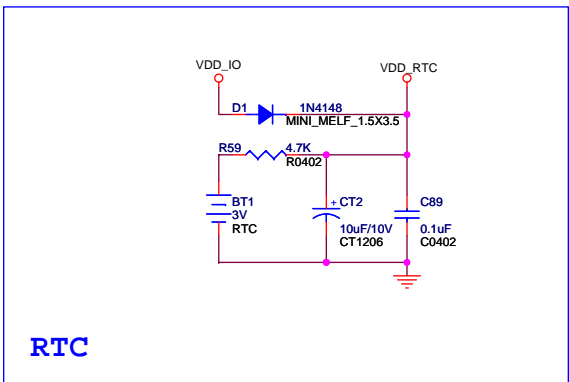 VDD_IO
VDD_RTC
D1
1N4148
MINI_MELF_1.5X3.5
R59
4.7K
R0402
BT1
3V
RTC
+
CT2
10uF/10V
CT1206
C89
0.1uF
C0402
RTC